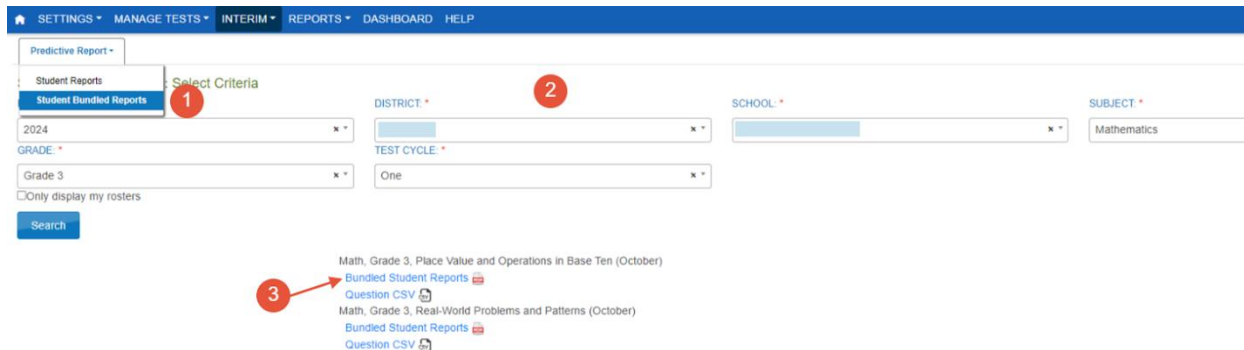 SETTINGS MANAGE TESTS INTERIM REPORTS DASHBOARD HELP
Predictive Report
Student Reports
Student Bundled Reports
: Select Criteria
1
2
DISTRICT: * SCHOOL: * SUBJECT: *
2024 Mathematics
GRADE: * TEST CYCLE: *
Grade 3 One
Only display my rosters
Search
Math, Grade 3, Place Value and Operations in Base Ten (October)
3
Bundled Student Reports
Question CSV
Math, Grade 3, Real-World Problems and Patterns (October)
Bundled Student Reports
Question CSV